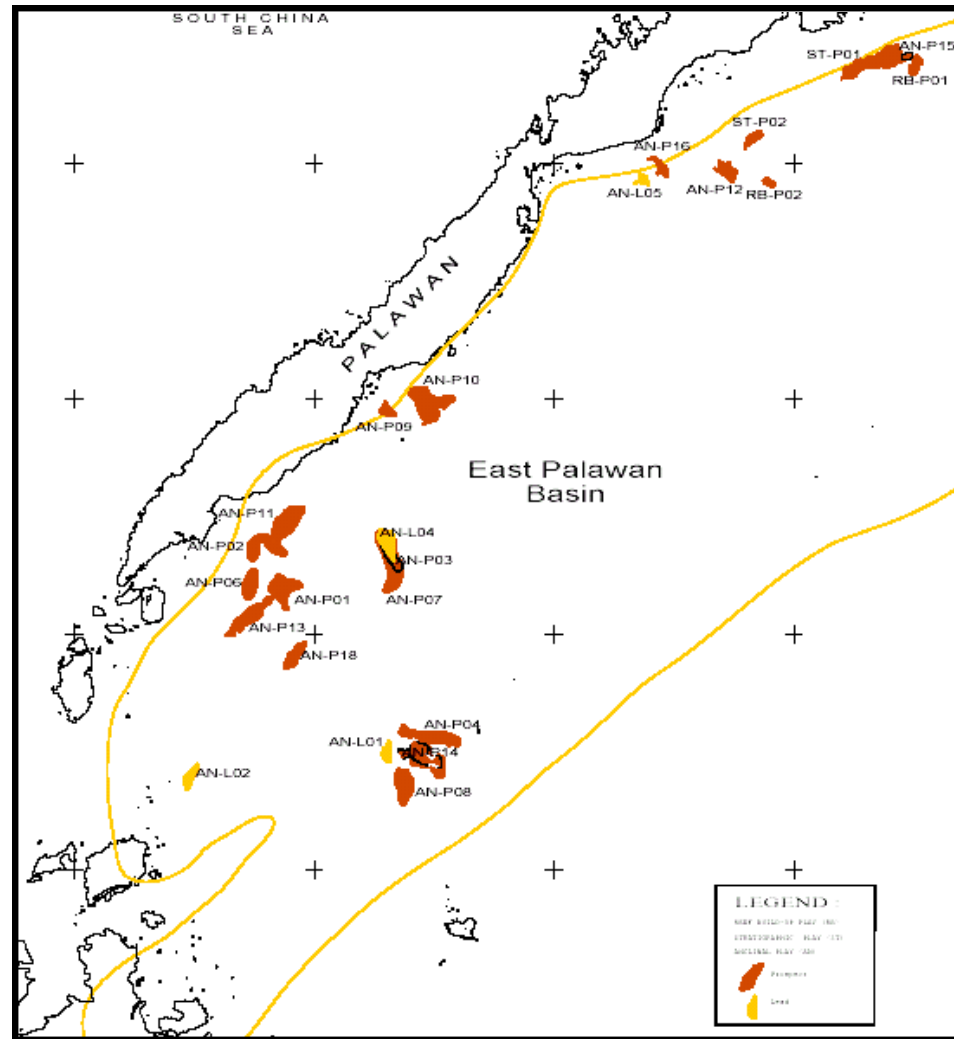 SOUTH CHINA
SEA
ST-P01
AN-P15
RB-P01
ST-P02
AN-P16
AN-L05
AN-P12
RB-P02
PALAWAN
AN-P10
AN-P09
East Palawan
Basin
AN-P11
AN-L04
AN-P02
AN-P03
AN-P06
AN-P01
AN-P07
AN-P13
AN-P18
AN-P04
AN-L01
AN-P14
AN-L02
AN-P08
LEGEND :
Prospect
Lead